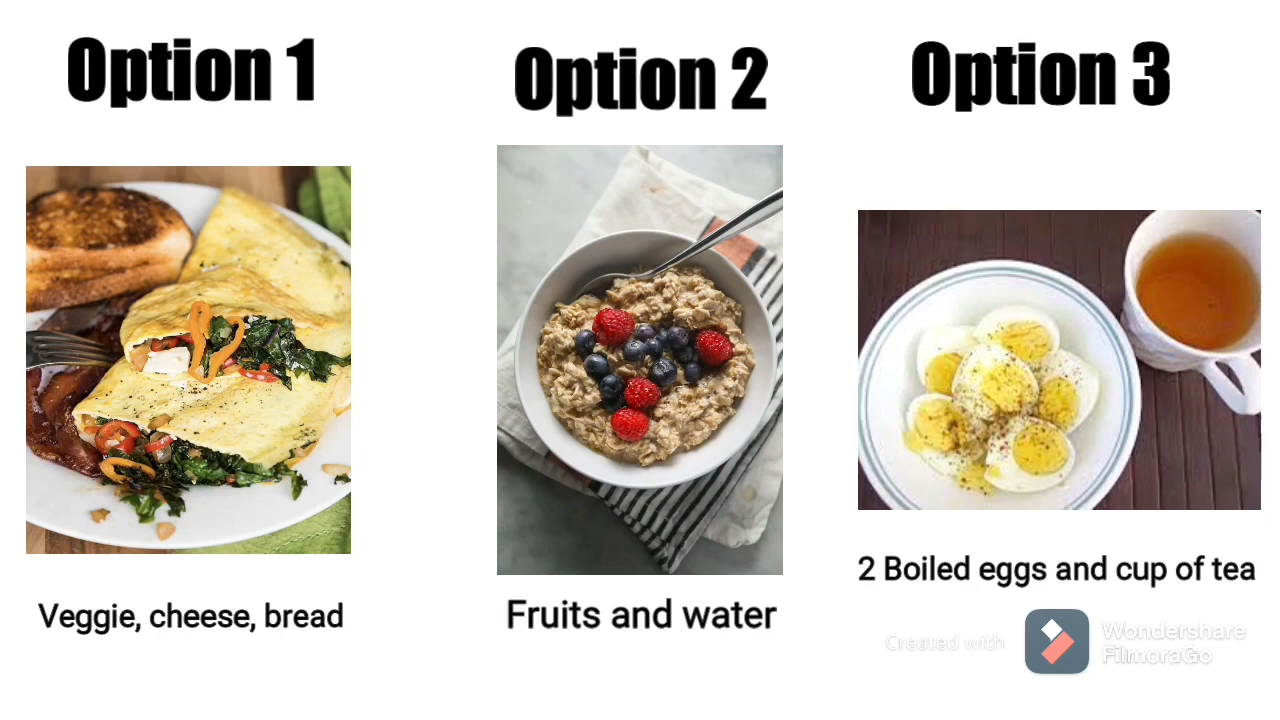 Option 1
Option 2
Option 3
Veggie, cheese, bread
Fruits and water
2 Boiled eggs and cup of tea
Created with
Wondershare
FilmoraGo